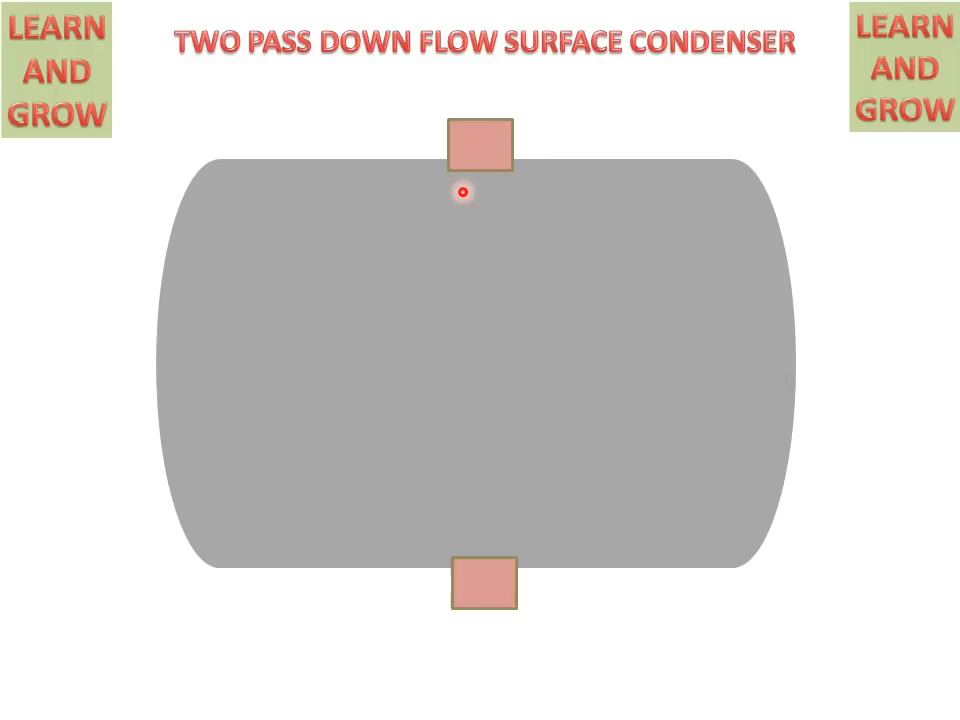 LEARN
AND
GROW
TWO PASS DOWN FLOW SURFACE CONDENSER
LEARN
AND
GROW